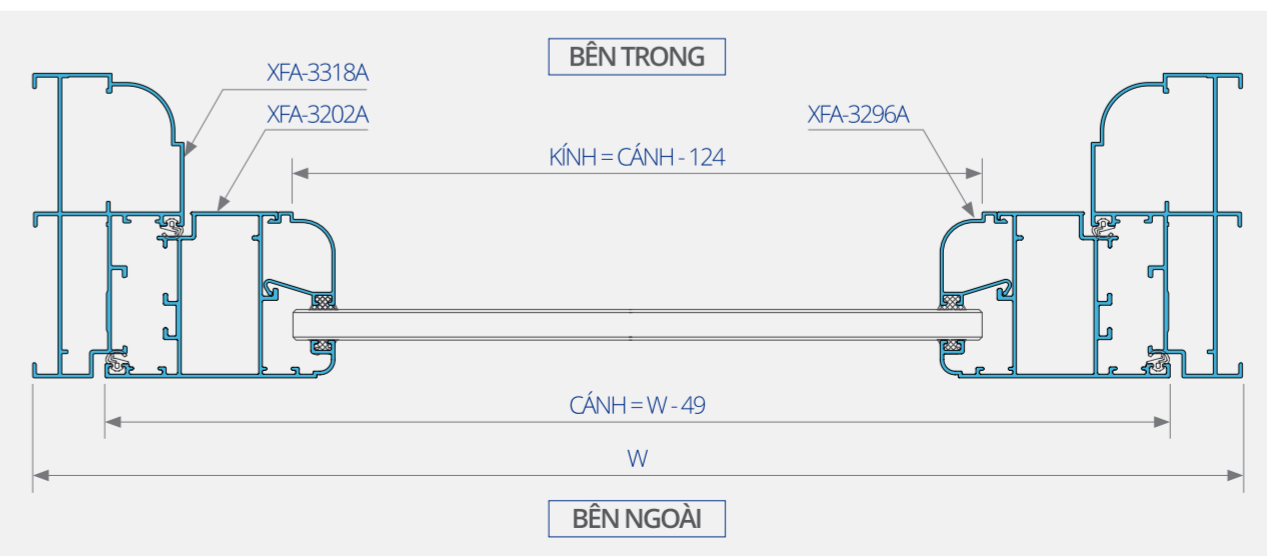 BÊN TRONG
XFA-3318A
XFA-3202A
XFA-3296A
KÍNH = CÁNH - 124
CÁNH = W - 49
W
BÊN NGOÀI